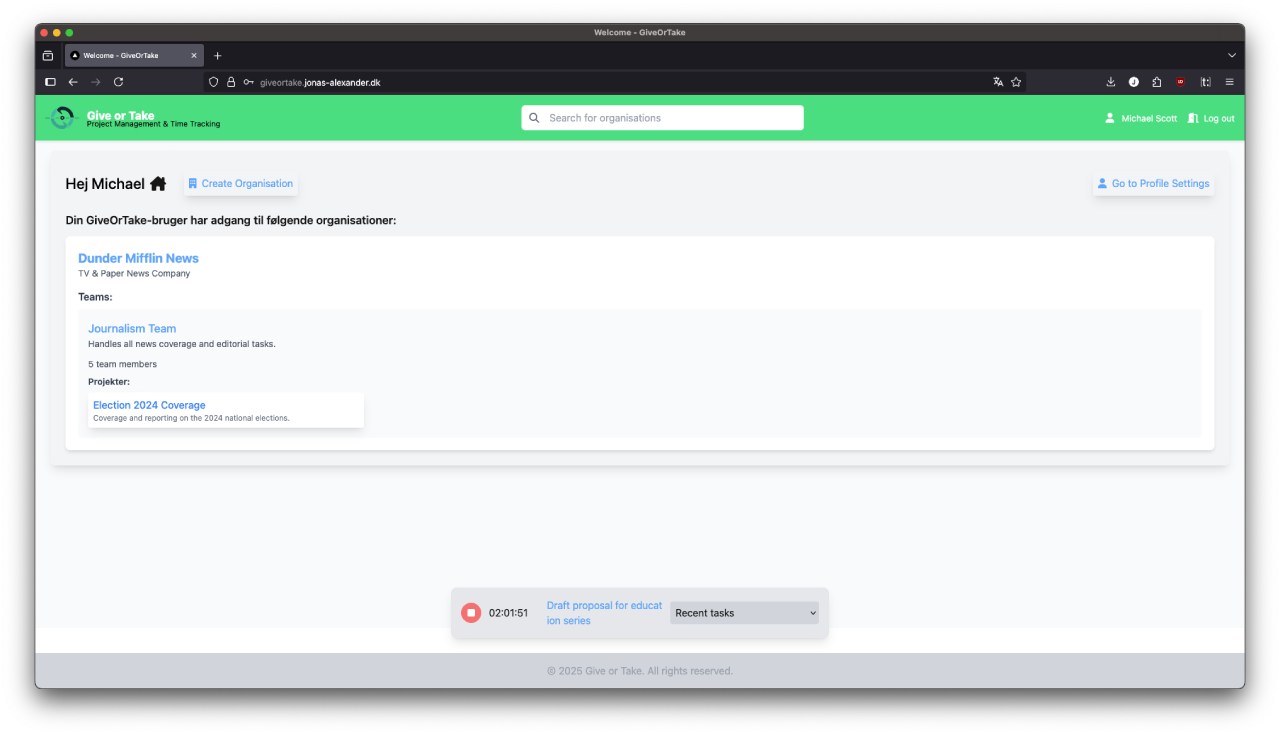 Welcome - GiveOrTake
Welcome - GiveOrTake
giveortake.jonas-alexander.dk
Give or Take
Project Management & Time Tracking
Search for organisations
Michael Scott
Log out
Hej Michael
Create Organisation
Go to Profile Settings
Din GiveOrTake-bruger har adgang til følgende organisationer:
Dunder Mifflin News
TV & Paper News Company
Teams:
Journalism Team
Handles all news coverage and editorial tasks.
5 team members
Projekter:
Election 2024 Coverage
Coverage and reporting on the 2024 national elections.
02:01:51
Draft proposal for educat
ion series
Recent tasks
© 2025 Give or Take. All rights reserved.